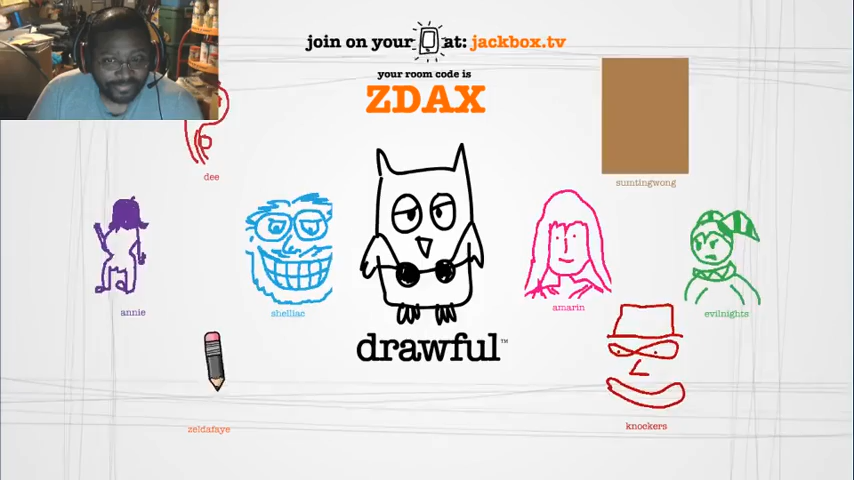 join on your at: jackbox.tv
your room code is
ZDAX
dee
sumtingwong
annie
shelliac
amarin
evilnights
drawful™
zeldafaye
knockers